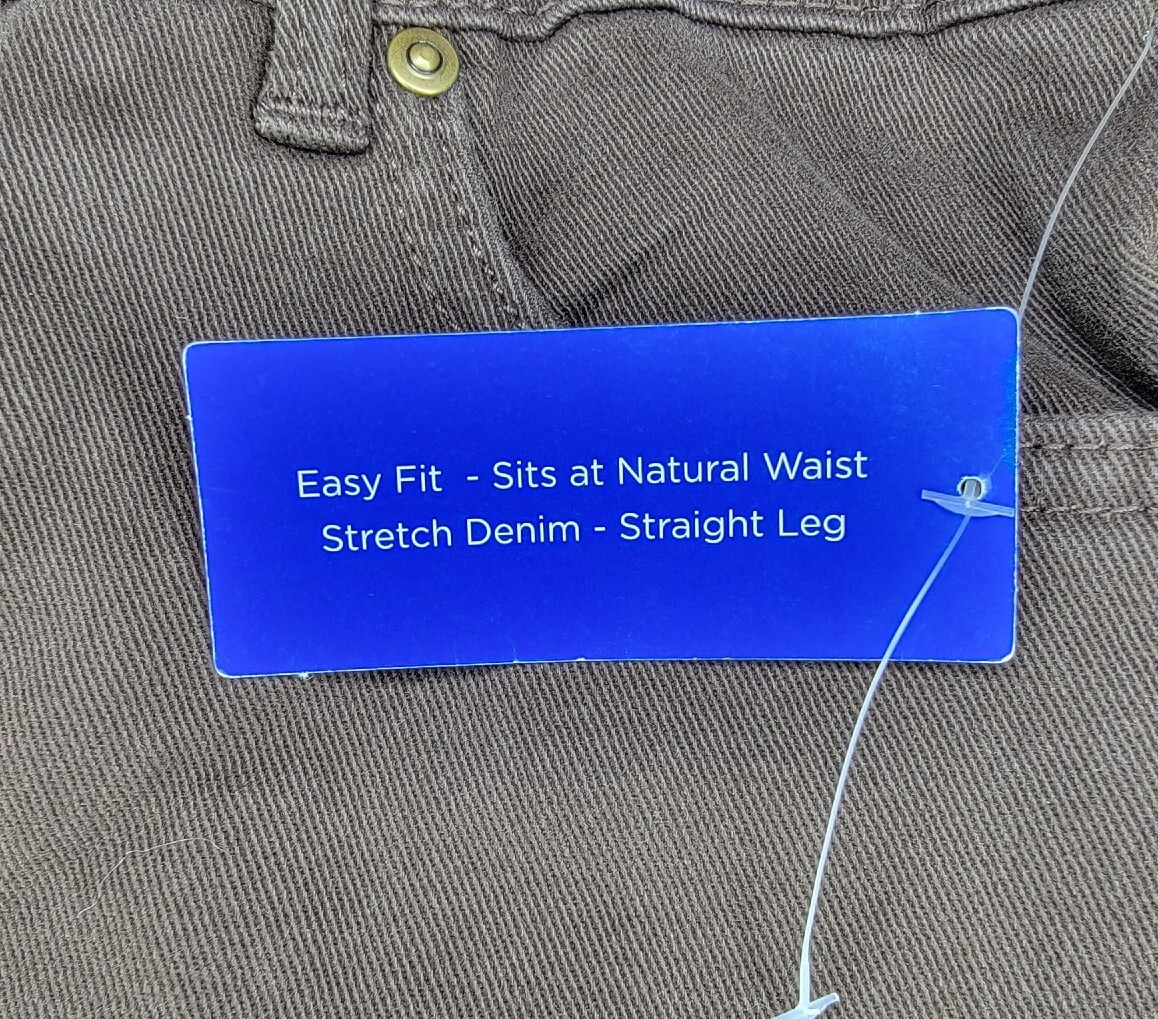 Easy Fit - Sits at Natural Waist
Stretch Denim - Straight Leg